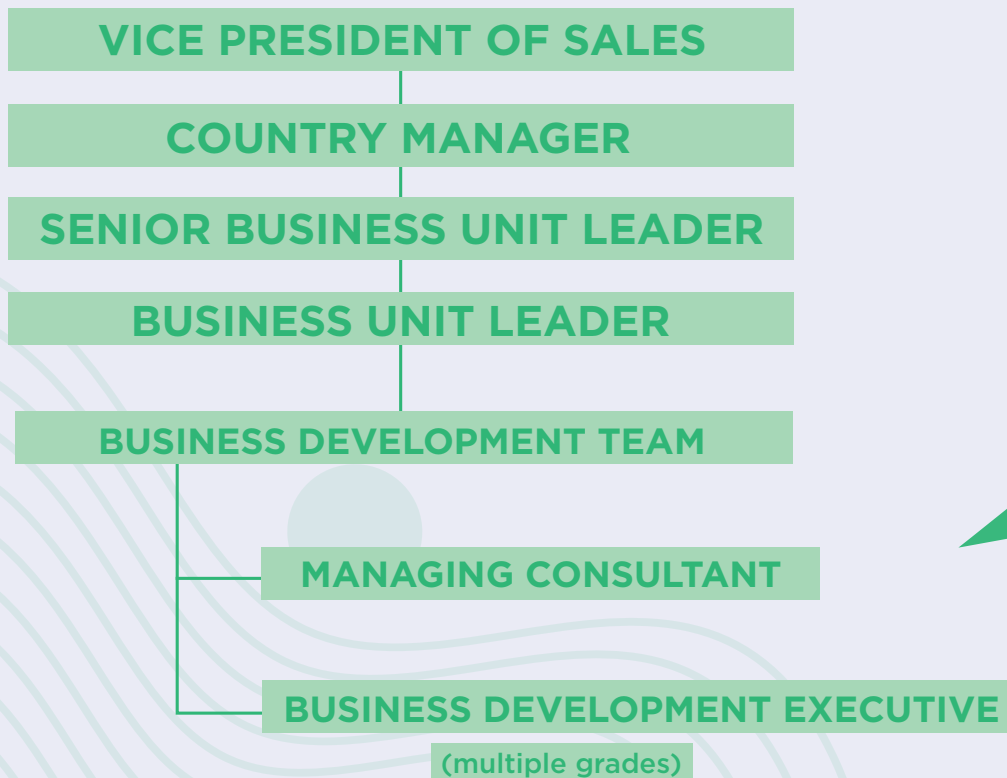 VICE PRESIDENT OF SALES
COUNTRY MANAGER
SENIOR BUSINESS UNIT LEADER
BUSINESS UNIT LEADER
BUSINESS DEVELOPMENT TEAM
MANAGING CONSULTANT
BUSINESS DEVELOPMENT EXECUTIVE
(multiple grades)